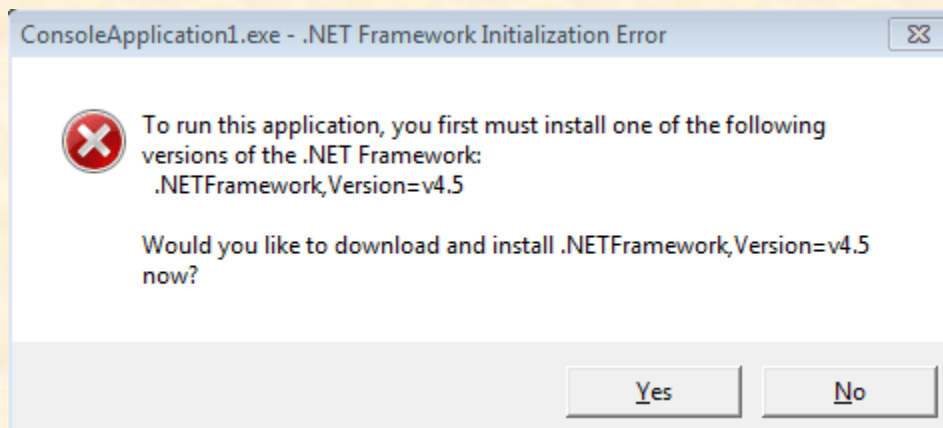 ConsoleApplication1.exe - .NET Framework Initialization Error
To run this application, you first must install one of the following
versions of the .NET Framework:
.NETFramework,Version=v4.5
Would you like to download and install .NETFramework,Version=v4.5
now?
Yes
No